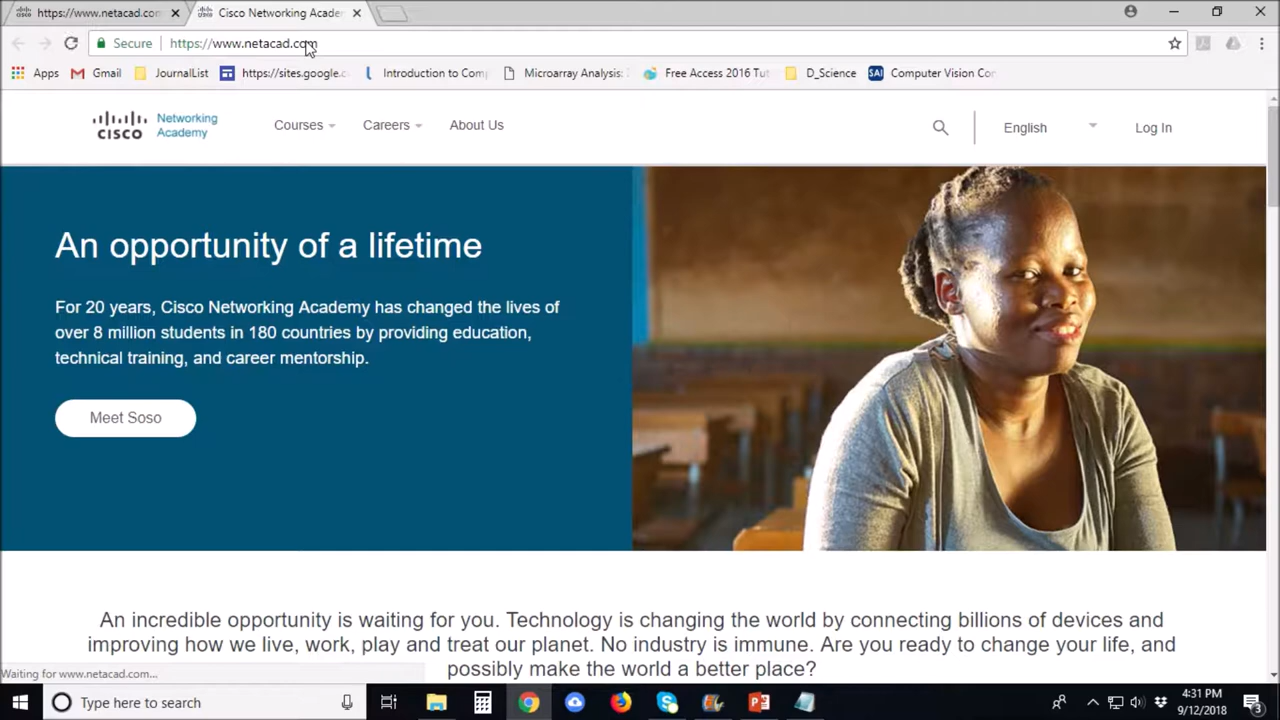 https://www.netacad.com
Cisco Networking Acade
Secure
https://www.netacad.com
Apps
Gmail
JournalList
https://sites.google.c
Introduction to Comp
Microarray Analysis:
Free Access 2016 Tut
D_Science
SAI
Computer Vision Con
CISCO
Networking
Academy
Courses
Careers
About Us
English
Log In
An opportunity of a lifetime
For 20 years, Cisco Networking Academy has changed the lives of
over 8 million students in 180 countries by providing education,
technical training, and career mentorship.
Meet Soso
An incredible opportunity is waiting for you. Technology is changing the world by connecting billions of devices and
improving how we live, work, play and treat our planet. No industry is immune. Are you ready to change your life, and
possibly make the world a better place?
Waiting for www.netacad.com...
Type here to search
4:31 PM
9/12/2018
3